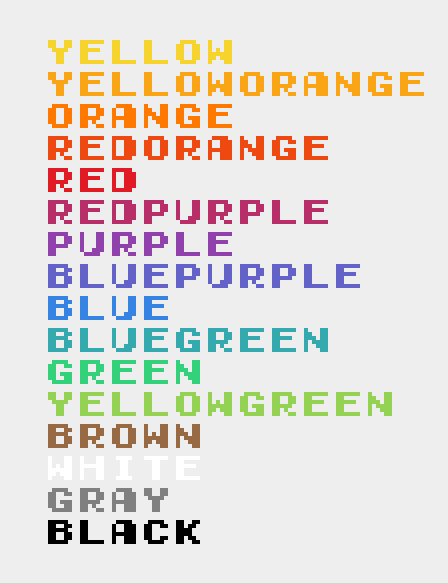 YELLOW
YELLOWORANGE
ORANGE
REDORANGE
RED
REDPURPLE
PURPLE
BLUEPURPLE
BLUE
BLUEGREEN
GREEN
YELLOWGREEN
BROWN
WHITE
GRAY
BLACK